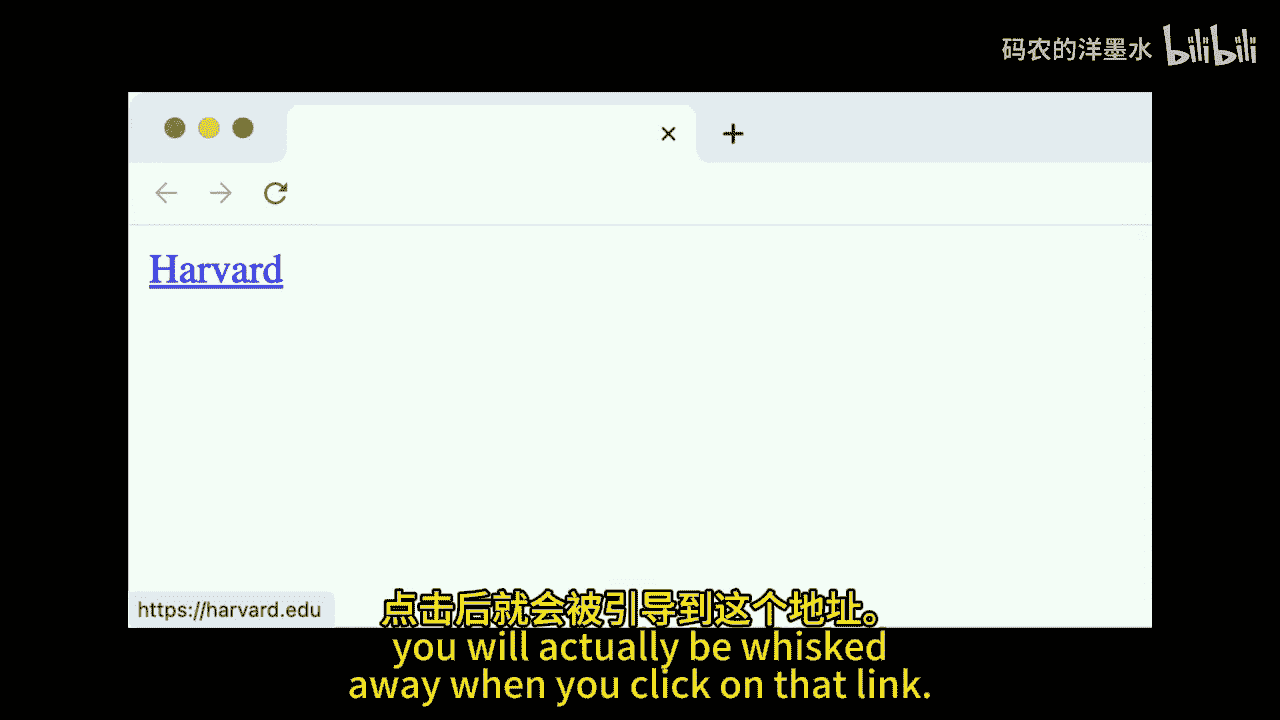 码农的洋墨水 bilibili
Harvard
https://harvard.edu
点击后就会被引导到这个地址。
you will actually be whisked
away when you click on that link.